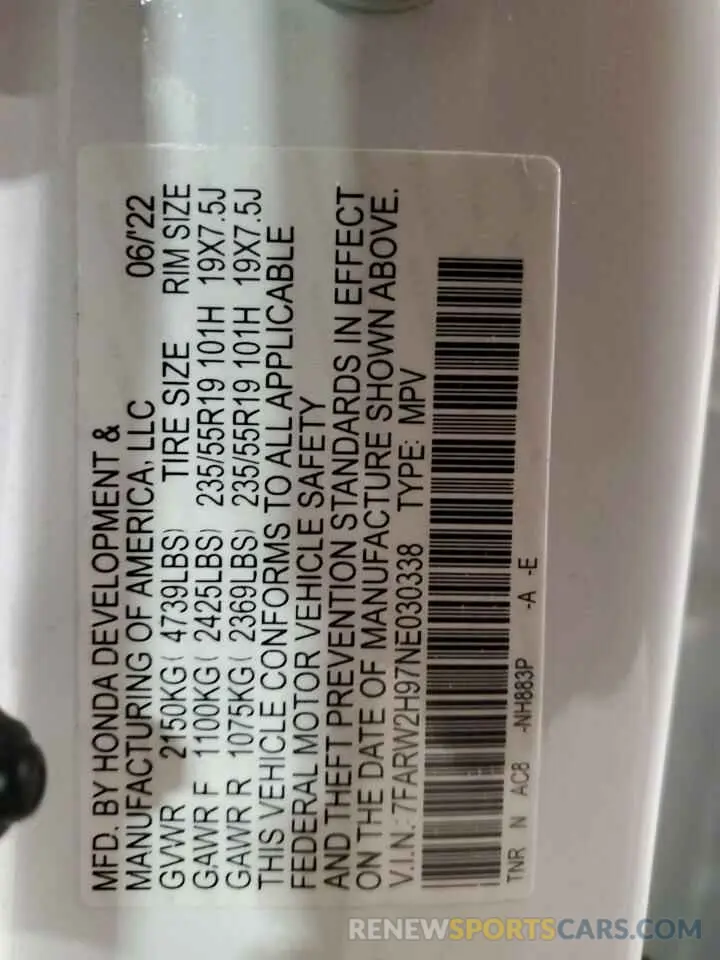 MFD. BY HONDA DEVELOPMENT &
MANUFACTURING OF AMERICA, LLC 06/'22
GVWR 2150KG( 4739LBS) TIRE SIZE RIM SIZE
GAWR F 1100KG( 2425LBS) 235/55R19 101H 19X7.5J
GAWR R 1075KG( 2369LBS) 235/55R19 101H 19X7.5J
THIS VEHICLE CONFORMS TO ALL APPLICABLE
FEDERAL MOTOR VEHICLE SAFETY
AND THEFT PREVENTION STANDARDS IN EFFECT
ON THE DATE OF MANUFACTURE SHOWN ABOVE.
V.I.N.: 7FARW2H97NE030338 TYPE: MPV
TNR N AC8 -NH883P -A -E
RENEWSPORTSCARS.COM